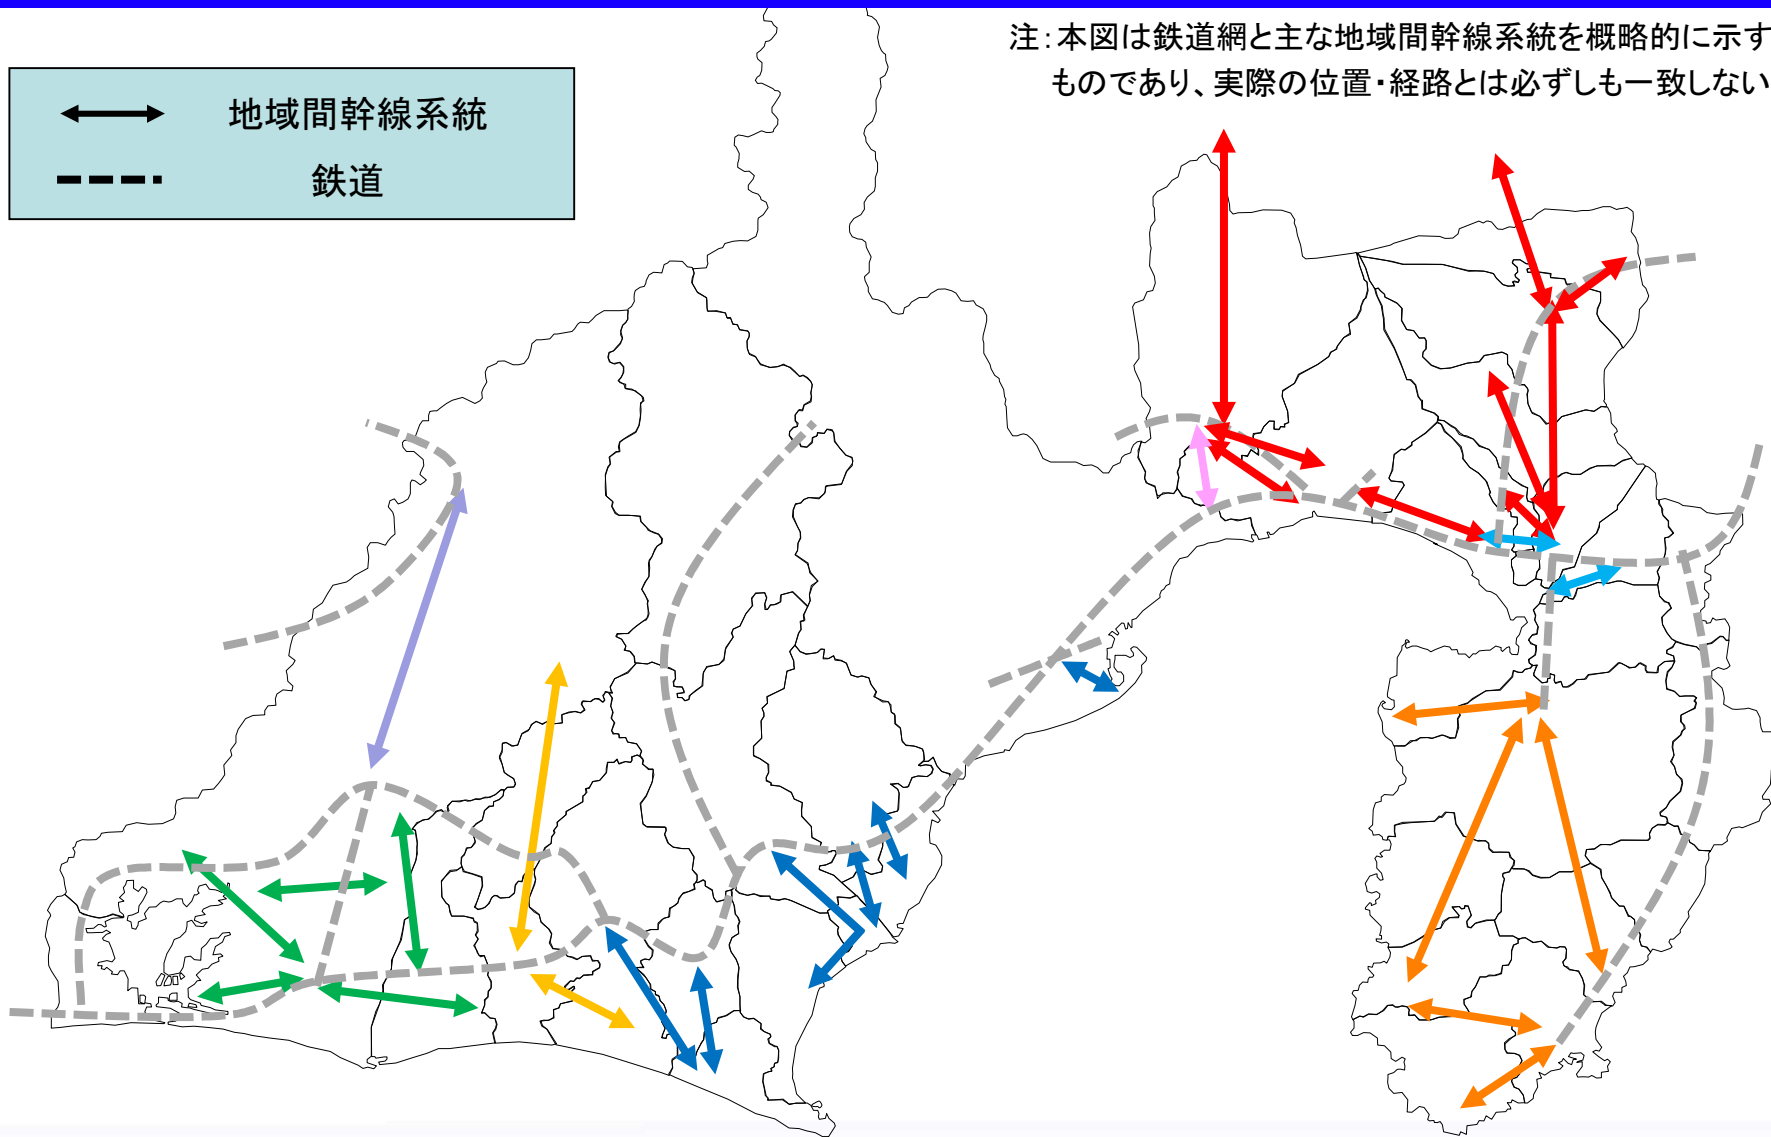 注：本図は鉄道網と主な地域間幹線系統を概略的に示す
ものであり、実際の位置・経路とは必ずしも一致しない
地域間幹線系統
鉄道